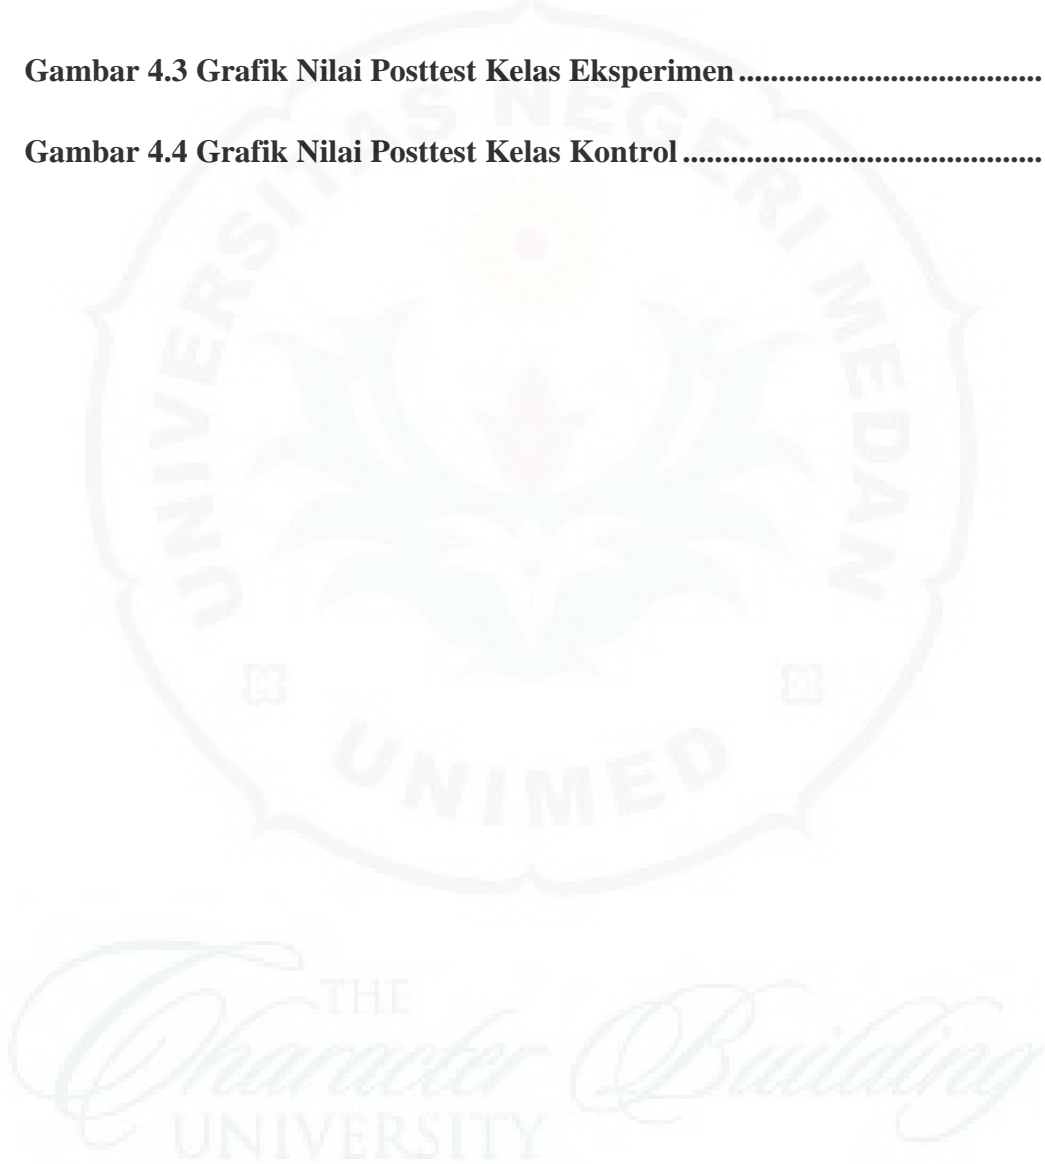 Gambar 4.3 Grafik Nilai Posttest Kelas Eksperimen .....................................
Gambar 4.4 Grafik Nilai Posttest Kelas Kontrol ............................................
UNIVERSITAS NEGERI MEDAN
UNIMED
THE
Character Building
UNIVERSITY